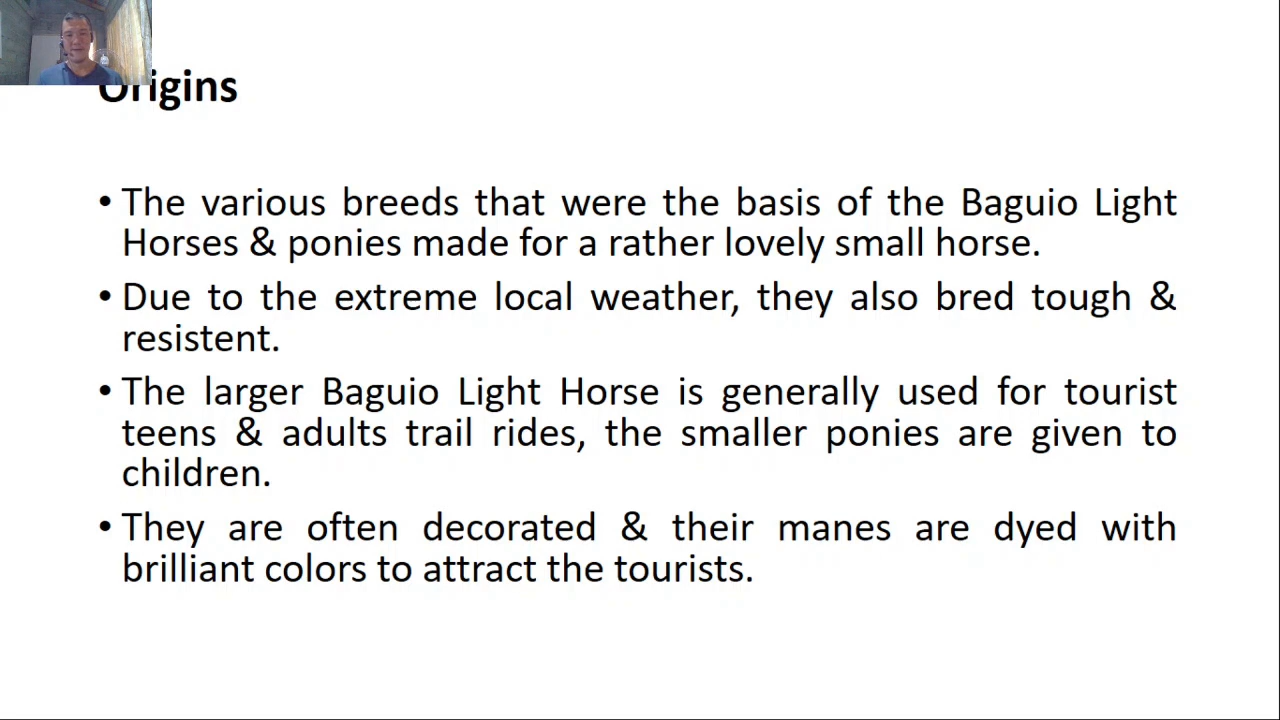 Origins
• The various breeds that were the basis of the Baguio Light
Horses & ponies made for a rather lovely small horse.
• Due to the extreme local weather, they also bred tough &
resistent.
• The larger Baguio Light Horse is generally used for tourist
teens & adults trail rides, the smaller ponies are given to
children.
• They are often decorated & their manes are dyed with
brilliant colors to attract the tourists.